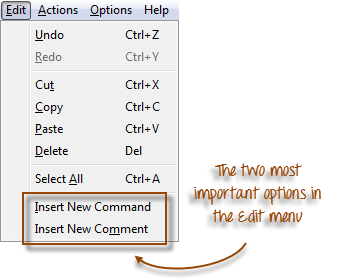 Edit Actions Options Help
Undo Ctrl+Z
Redo Ctrl+Y
Cut Ctrl+X
Copy Ctrl+C
Paste Ctrl+V
Delete Del
Select All Ctrl+A
Insert New Command
Insert New Comment
The two most
important options in
the Edit menu